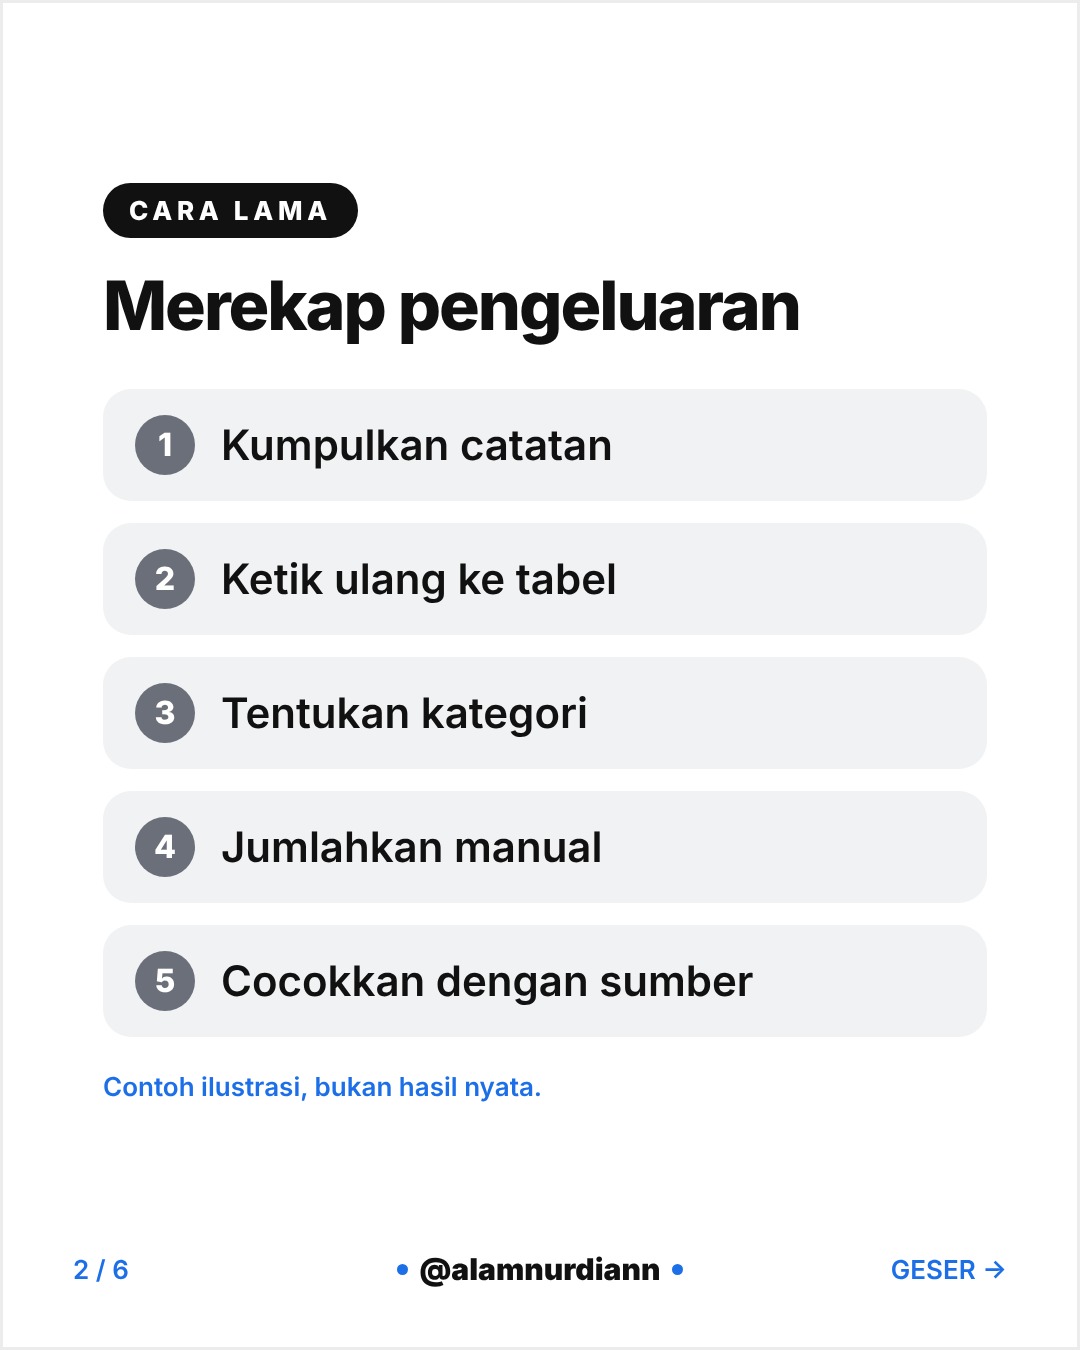 CARA LAMA
Merekap pengeluaran
1 Kumpulkan catatan
2 Ketik ulang ke tabel
3 Tentukan kategori
4 Jumlahkan manual
5 Cocokkan dengan sumber
Contoh ilustrasi, bukan hasil nyata.
2 / 6 • @alamnurdiann • GESER →